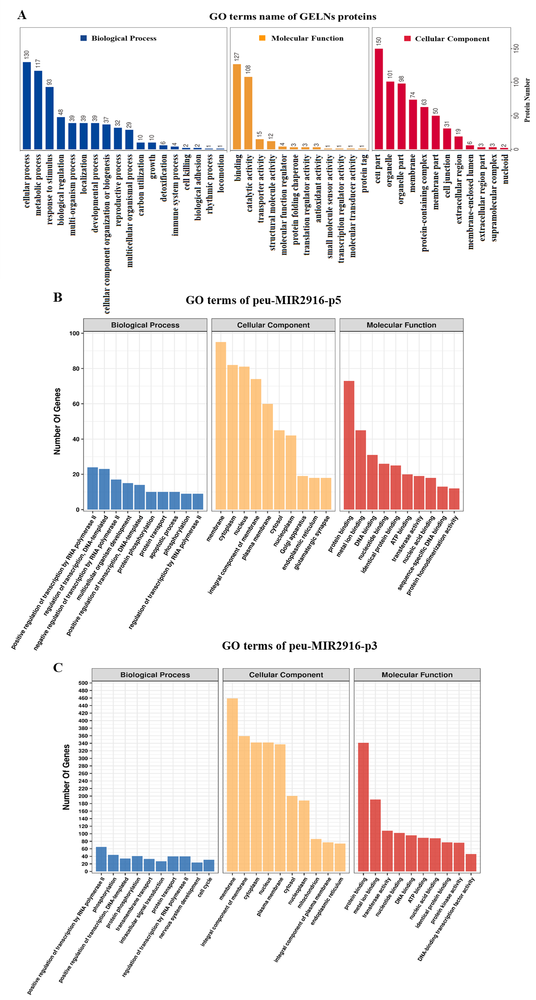 A
GO terms name of GELNs proteins
Biological Process
Molecular Function
Cellular Component
130
117
93
48
39
39
39
37
32
29
10
10
6
4
2
2
1
1
127
108
15
12
4
3
3
3
1
1
1
1
150
101
98
74
63
50
31
19
6
3
3
2
0
50
100
150
Protein Number
cellular process
metabolic process
response to stimulus
biological regulation
multi-organism process
localization
developmental process
cellular component organization or biogenesis
reproductive process
multicellular organismal process
carbon utilization
growth
detoxification
immune system process
cell killing
biological adhesion
rhythmic process
locomotion
binding
catalytic activity
transporter activity
structural molecule activity
molecular function regulator
protein folding chaperone
translation regulator activity
antioxidant activity
small molecule sensor activity
transcription regulator activity
molecular transducer activity
protein tag
cell part
organelle
organelle part
membrane
protein-containing complex
membrane part
cell junction
extracellular region
membrane-enclosed lumen
extracellular region part
supramolecular complex
nucleoid
B
GO terms of peu-MIR2916-p5
Biological Process
Cellular Component
Molecular Function
Number Of Genes
100
80
60
40
20
0
positive regulation of transcription by RNA polymerase II
regulation of transcription, DNA-templated
negative regulation of transcription by RNA polymerase II
multicellular organism development
positive regulation of transcription, DNA-templated
protein phosphorylation
protein transport
apoptotic process
phosphorylation
regulation of transcription by RNA polymerase II
membrane
cytoplasm
nucleus
integral component of membrane
plasma membrane
cytosol
nucleoplasm
Golgi apparatus
endoplasmic reticulum
glutamatergic synapse
protein binding
metal ion binding
DNA binding
nucleotide binding
identical protein binding
ATP binding
transferase activity
nucleic acid binding
sequence-specific DNA binding
protein homodimerization activity
GO terms of peu-MIR2916-p3
C
Biological Process
Cellular Component
Molecular Function
Number Of Genes
500
480
460
440
420
400
380
360
340
320
300
280
260
240
220
200
180
160
140
120
100
80
60
40
20
0
positive regulation of transcription by RNA polymerase II
phosphorylation
positive regulation of transcription, DNA-templated
protein phosphorylation
transmembrane transport
intracellular signal transduction
protein transport
regulation of transcription by RNA polymerase II
nervous system development
cell cycle
membrane
integral component of membrane
cytoplasm
nucleus
plasma membrane
cytosol
nucleoplasm
mitochondrion
integral component of plasma membrane
endoplasmic reticulum
protein binding
metal ion binding
transferase activity
nucleotide binding
DNA binding
ATP binding
nucleic acid binding
identical protein binding
protein kinase activity
DNA-binding transcription factor activity